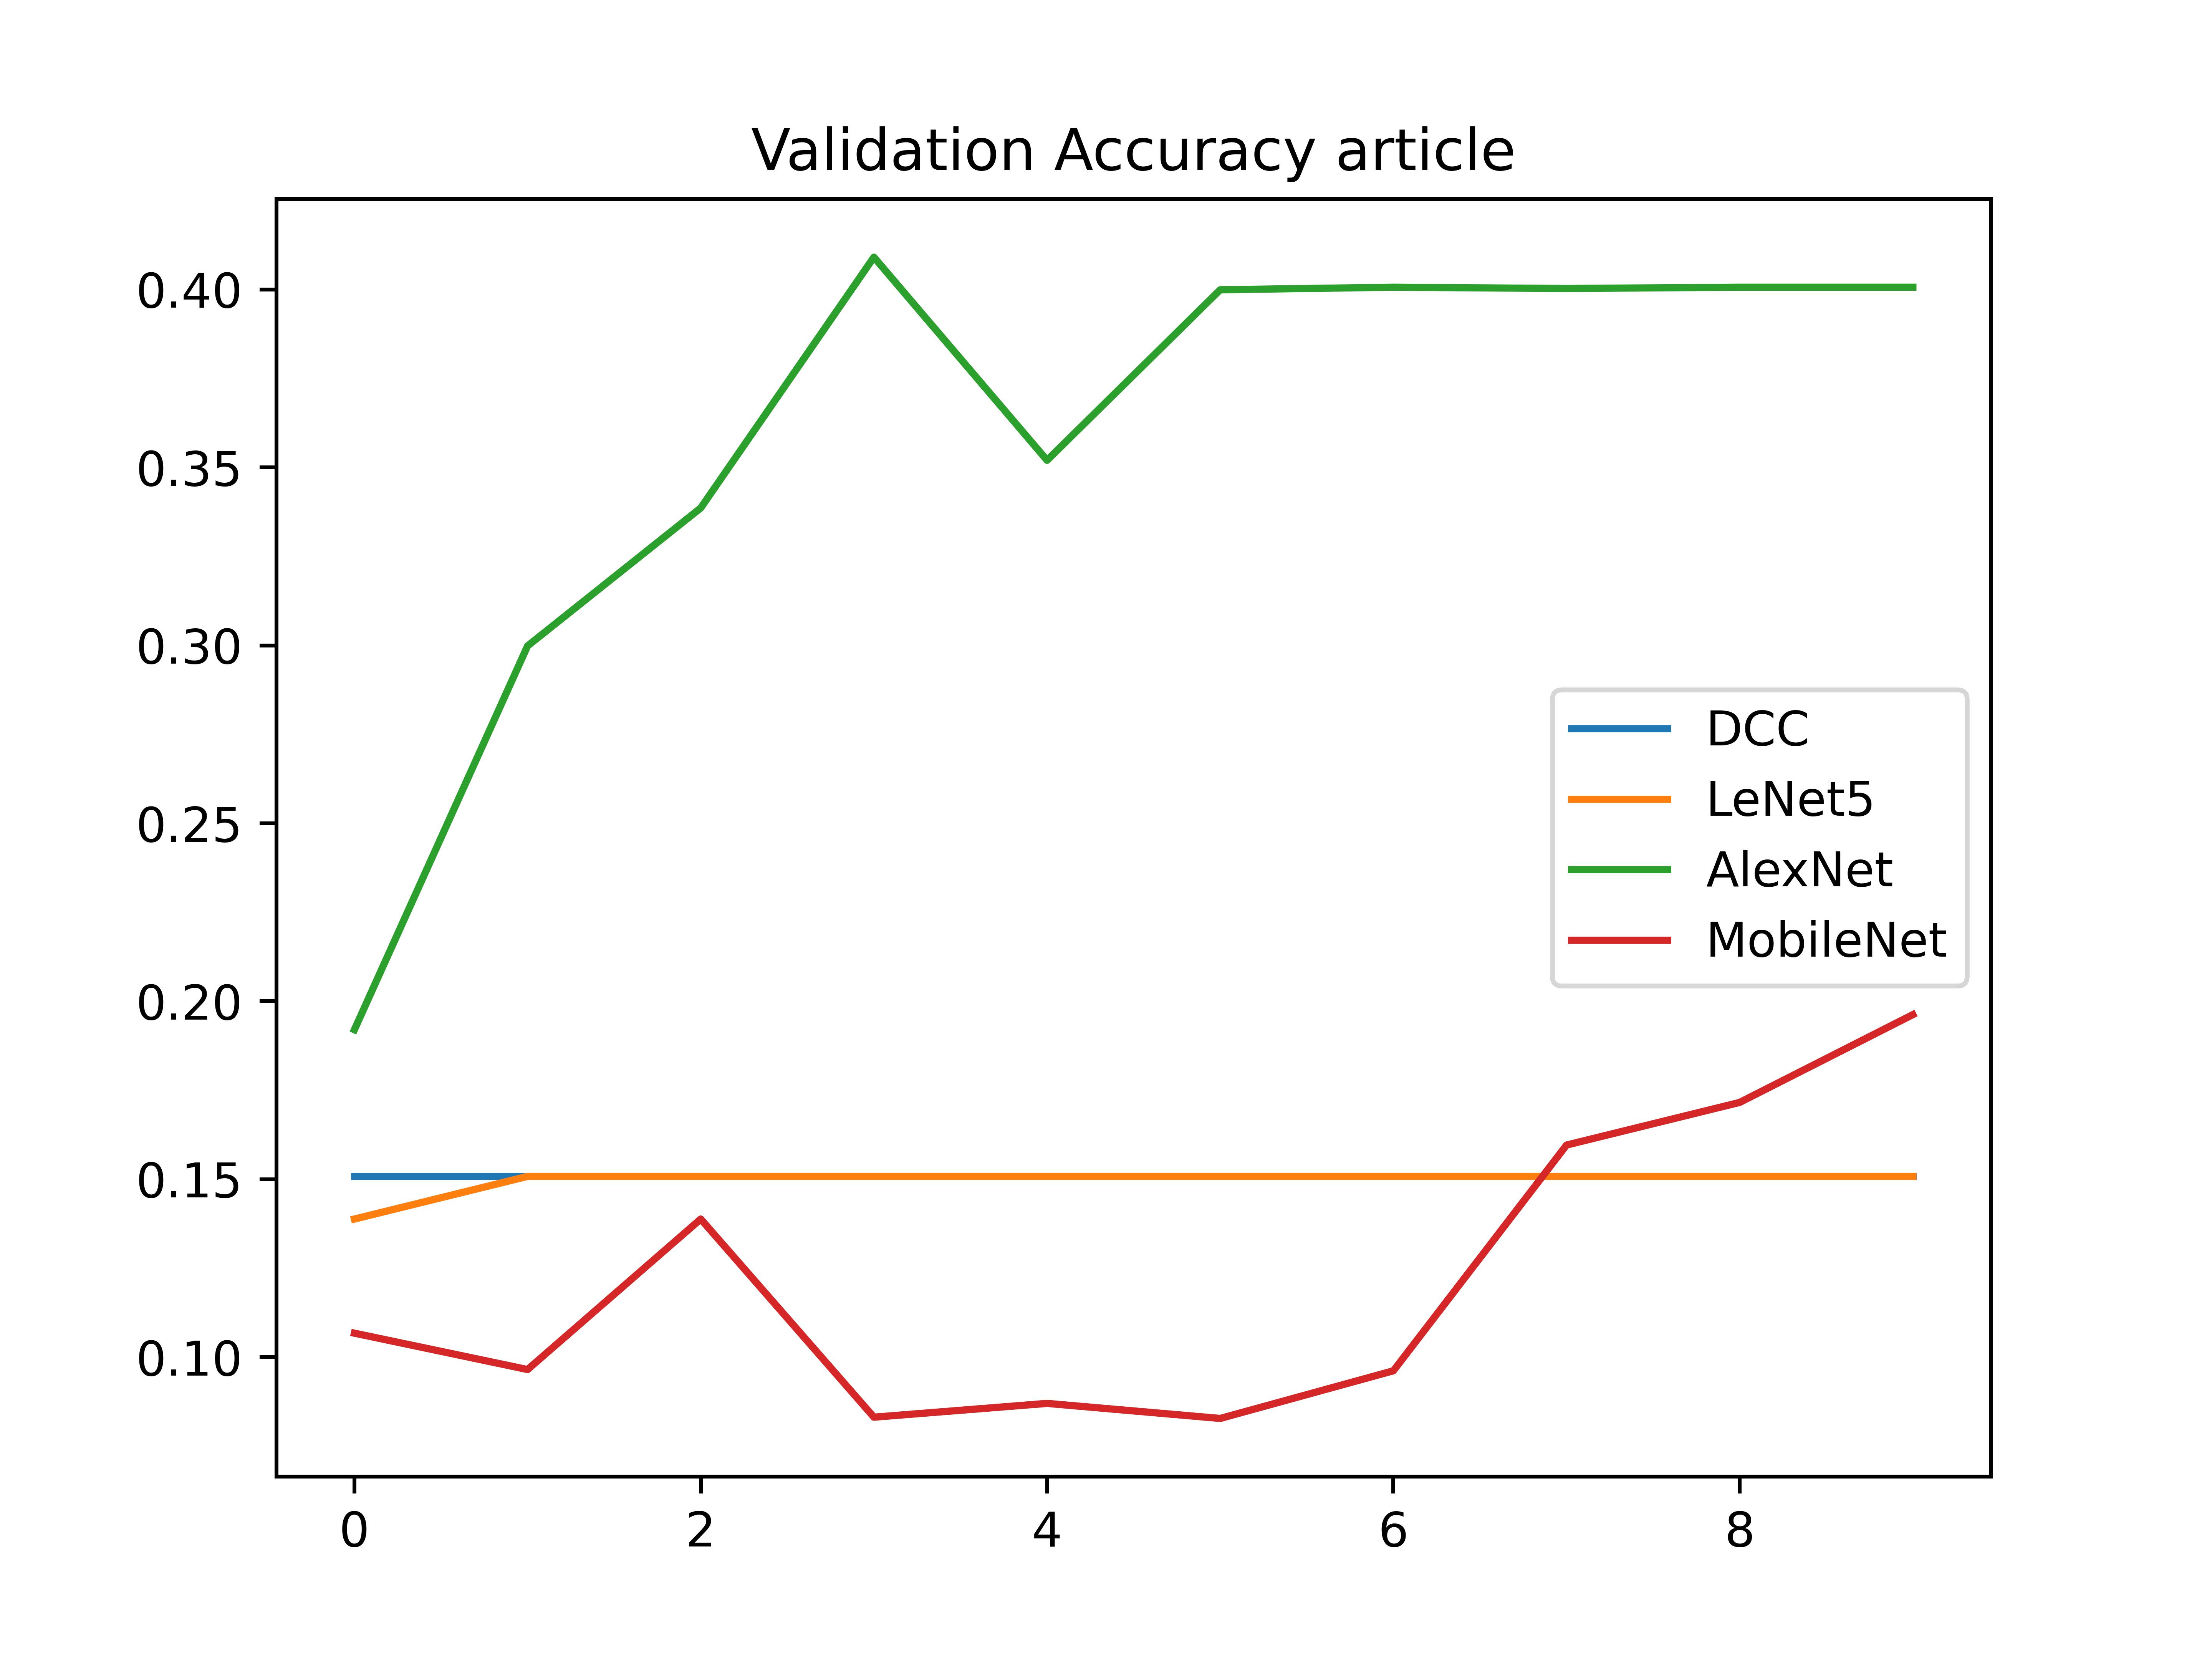 Validation Accuracy article
0.40
0.35
0.30
0.25
0.20
0.15
0.10
DCC
LeNet5
AlexNet
MobileNet
0 2 4 6 8